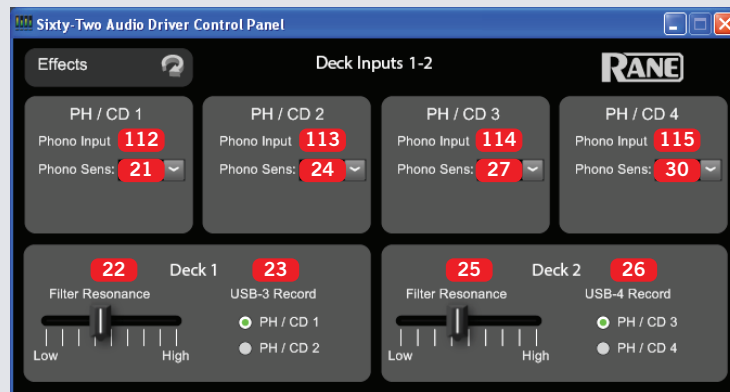 Sixty-Two Audio Driver Control Panel
Effects
Deck Inputs 1-2
RANE
PH / CD 1
Phono Input 112
Phono Sens: 21
PH / CD 2
Phono Input 113
Phono Sens: 24
PH / CD 3
Phono Input 114
Phono Sens: 27
PH / CD 4
Phono Input 115
Phono Sens: 30
22 Deck 1 23
Filter Resonance
Low High
USB-3 Record
PH / CD 1
PH / CD 2
25 Deck 2 26
Filter Resonance
Low High
USB-4 Record
PH / CD 3
PH / CD 4